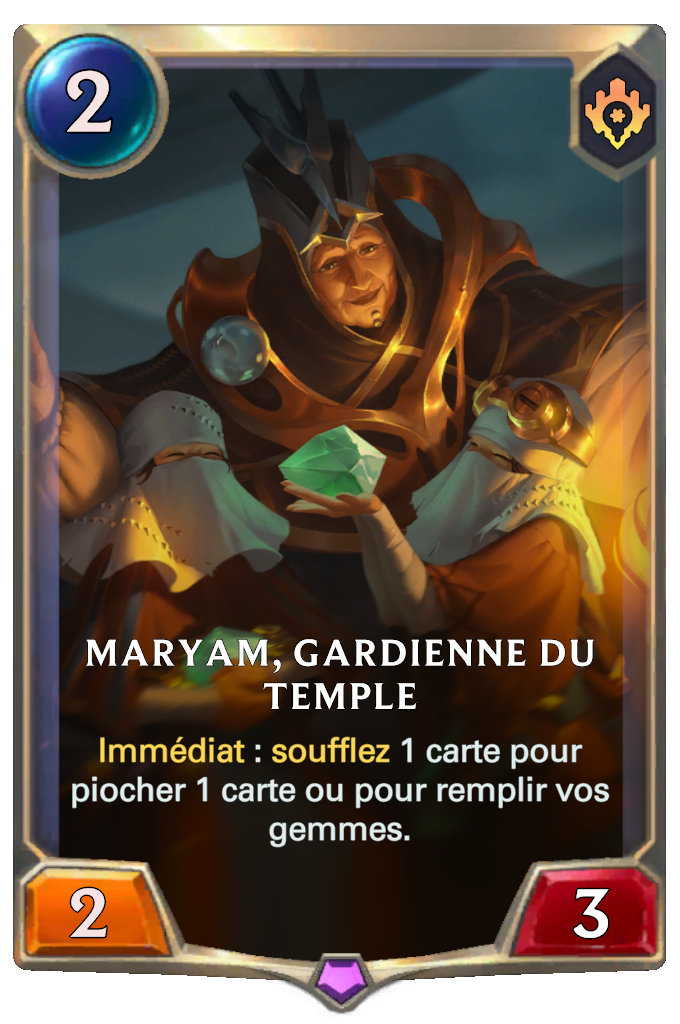 2
MARYAM, GARDIENNE DU
TEMPLE
Immédiat : soufflez 1 carte pour
piocher 1 carte ou pour remplir vos
gemmes.
2
3